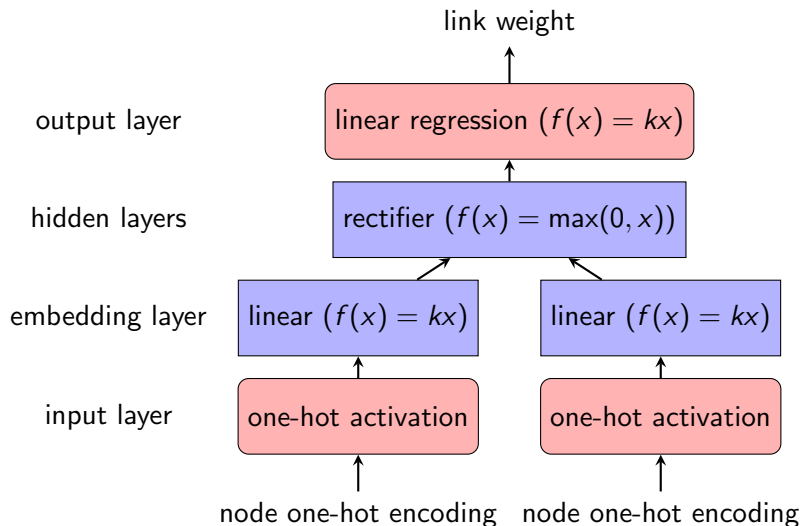 link weight
output layer
linear regression (f(x) = kx)
hidden layers
rectifier (f(x) = max(0, x))
embedding layer
linear (f(x) = kx)
linear (f(x) = kx)
input layer
one-hot activation
one-hot activation
node one-hot encoding
node one-hot encoding